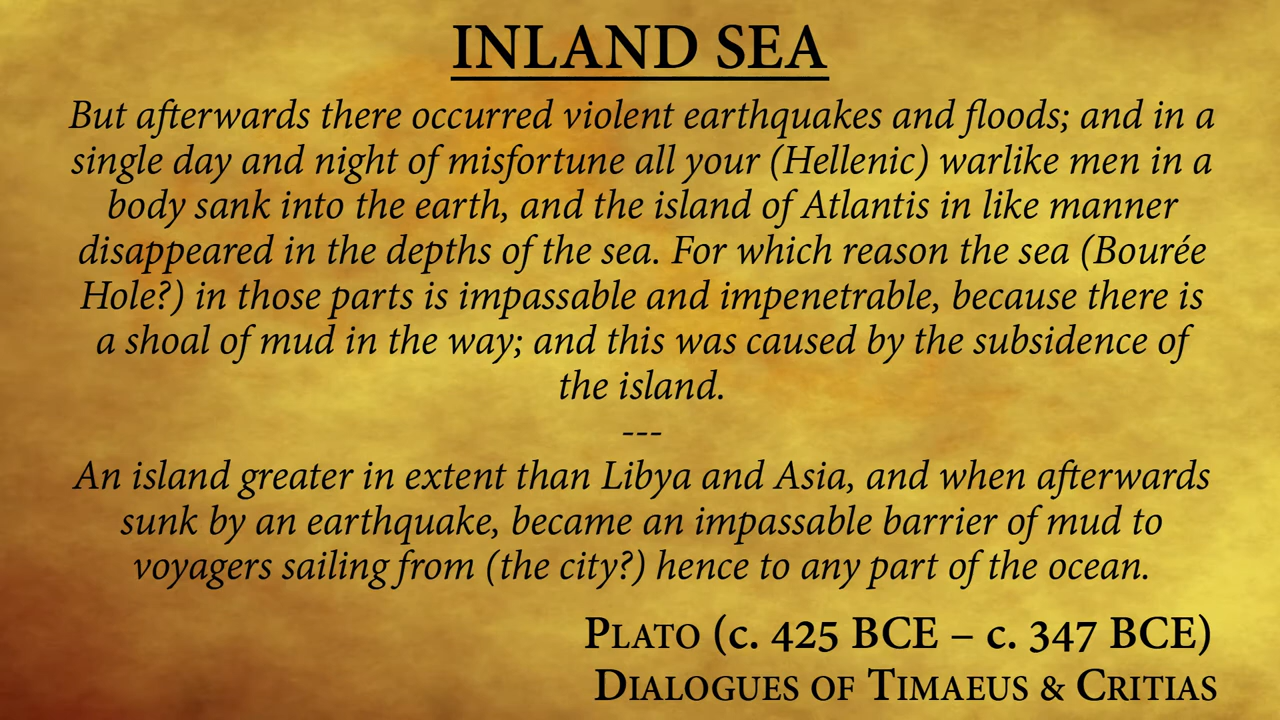 INLAND SEA
But afterwards there occurred violent earthquakes and floods; and in a
single day and night of misfortune all your (Hellenic) warlike men in a
body sank into the earth, and the island of Atlantis in like manner
disappeared in the depths of the sea. For which reason the sea (Bourée
Hole?) in those parts is impassable and impenetrable, because there is
a shoal of mud in the way; and this was caused by the subsidence of
the island.
---
An island greater in extent than Libya and Asia, and when afterwards
sunk by an earthquake, became an impassable barrier of mud to
voyagers sailing from (the city?) hence to any part of the ocean.
Plato (c. 425 BCE – c. 347 BCE)
Dialogues of Timaeus & Critias